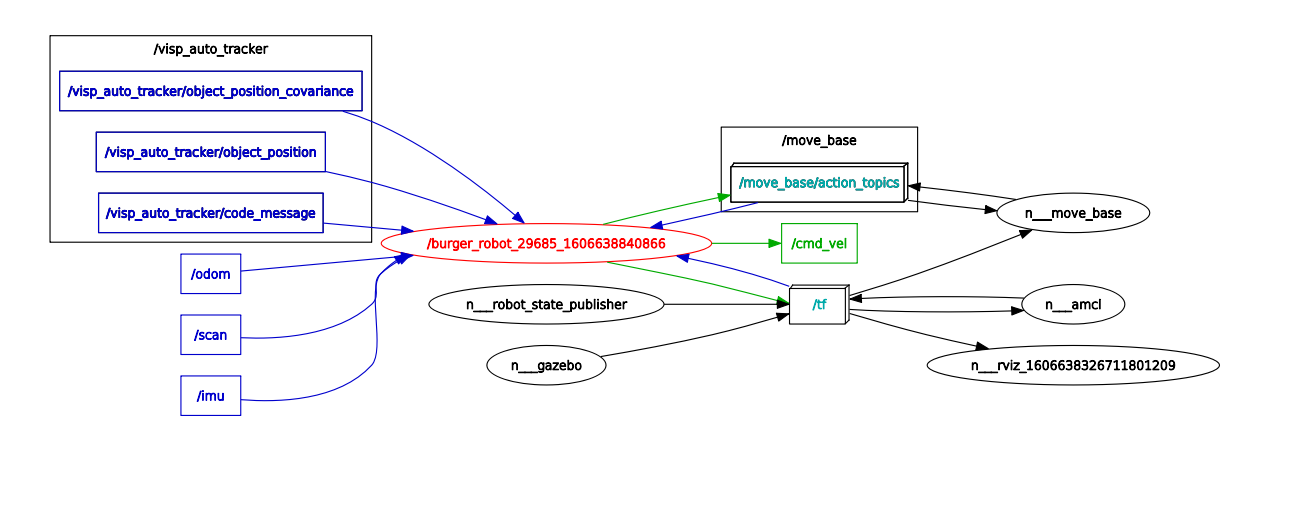 /visp_auto_tracker
/visp_auto_tracker/object_position_covariance
/visp_auto_tracker/object_position
/visp_auto_tracker/code_message
/odom
/scan
/imu
/burger_robot_29685_1606638840866
n___robot_state_publisher
n___gazebo
/move_base
/move_base/action_topics
/cmd_vel
/tf
n___move_base
n___amcl
n___rviz_1606638326711801209